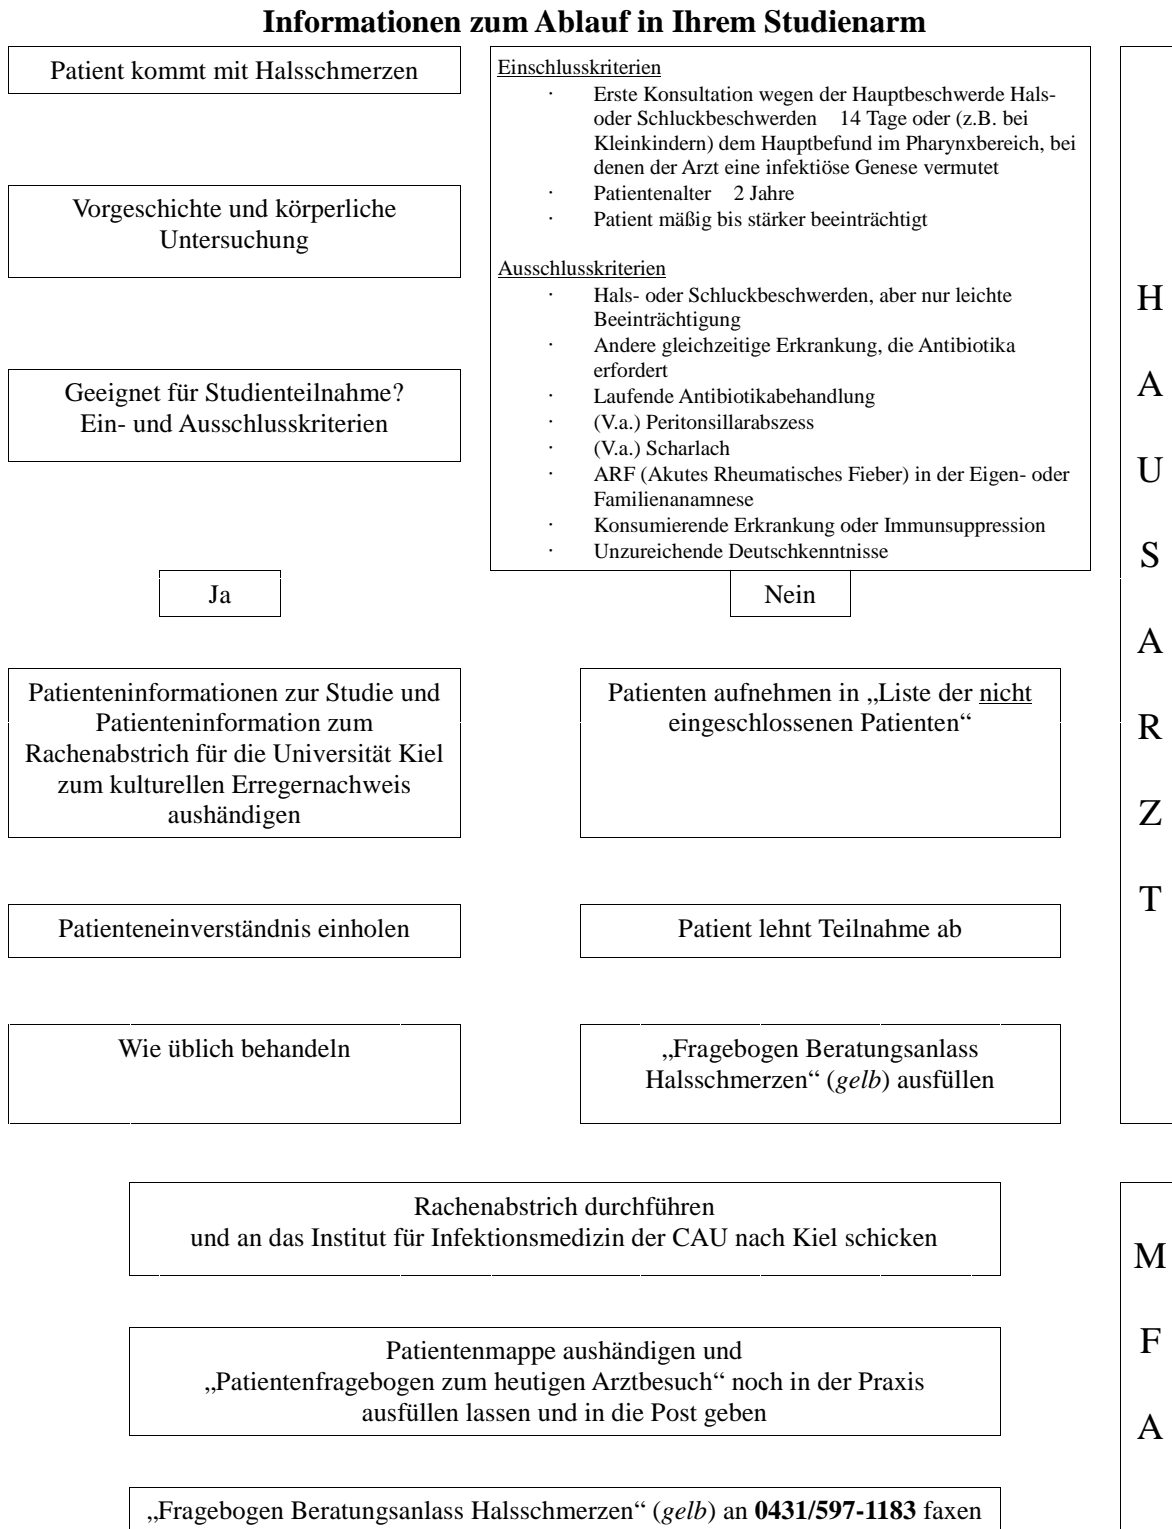 Informationen zum Ablauf in Ihrem Studienarm
Patient kommt mit Halsschmerzen
Vorgeschichte und körperliche
Untersuchung
Geeignet für Studienteilnahme?
Ein- und Ausschlusskriterien
Einschlusskriterien
· Erste Konsultation wegen der Hauptbeschwerde Hals-
oder Schluckbeschwerden 14 Tage oder (z.B. bei
Kleinkindern) dem Hauptbefund im Pharynxbereich, bei
denen der Arzt eine infektiöse Genese vermutet
· Patientenalter 2 Jahre
· Patient mäßig bis stärker beeinträchtigt
Ausschlusskriterien
· Hals- oder Schluckbeschwerden, aber nur leichte
Beeinträchtigung
· Andere gleichzeitige Erkrankung, die Antibiotika
erfordert
· Laufende Antibiotikabehandlung
· (V.a.) Peritonsillarabszess
· (V.a.) Scharlach
· ARF (Akutes Rheumatisches Fieber) in der Eigen- oder
Familienanamnese
· Konsumierende Erkrankung oder Immunsuppression
· Unzureichende Deutschkenntnisse
Ja
Nein
Patienteninformationen zur Studie und
Patienteninformation zum
Rachenabstrich für die Universität Kiel
zum kulturellen Erregernachweis
aushändigen
Patienten aufnehmen in „Liste der nicht
eingeschlossenen Patienten“
Patienteneinverständnis einholen
Patient lehnt Teilnahme ab
Wie üblich behandeln
„Fragebogen Beratungsanlass
Halsschmerzen“ (gelb) ausfüllen
H
A
U
S
A
R
Z
T
Rachenabstrich durchführen
und an das Institut für Infektionsmedizin der CAU nach Kiel schicken
Patientenmappe aushändigen und
„Patientenfragebogen zum heutigen Arztbesuch“ noch in der Praxis
ausfüllen lassen und in die Post geben
„Fragebogen Beratungsanlass Halsschmerzen“ (gelb) an 0431/597-1183 faxen
M
F
A